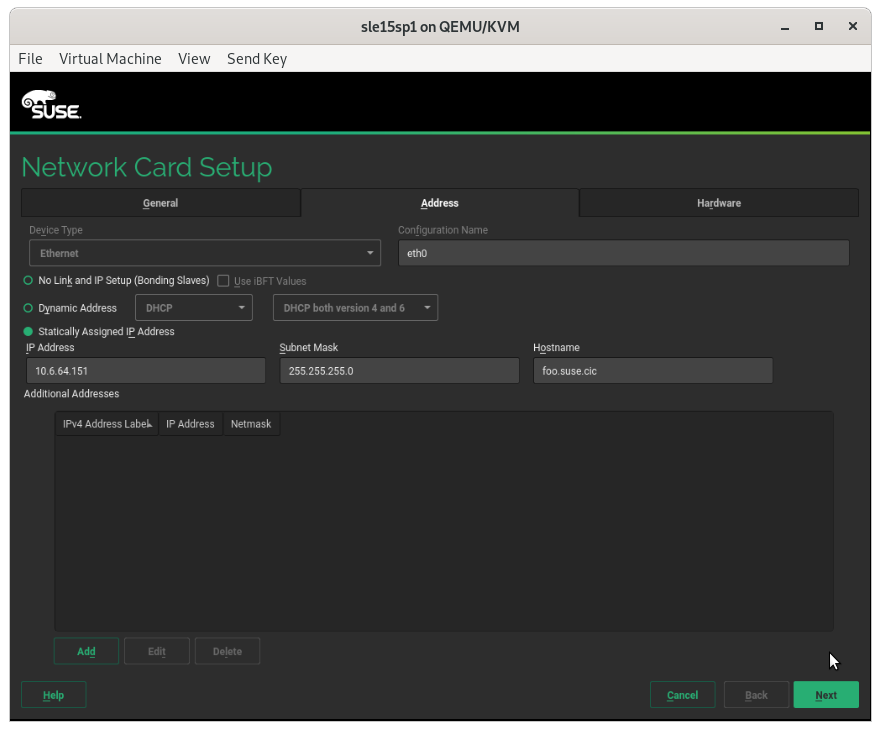 sle15sp1 on QEMU/KVM
File Virtual Machine View Send Key
SUSE.
Network Card Setup
General Address Hardware
Device Type Configuration Name
Ethernet eth0
No Link and IP Setup (Bonding Slaves) Use iBFT Values
Dynamic Address DHCP DHCP both version 4 and 6
Statically Assigned IP Address
IP Address Subnet Mask Hostname
10.6.64.151 255.255.255.0 foo.suse.cic
Additional Addresses
IPv4 Address Label IP Address Netmask
Add Edit Delete
Help Cancel Back Next